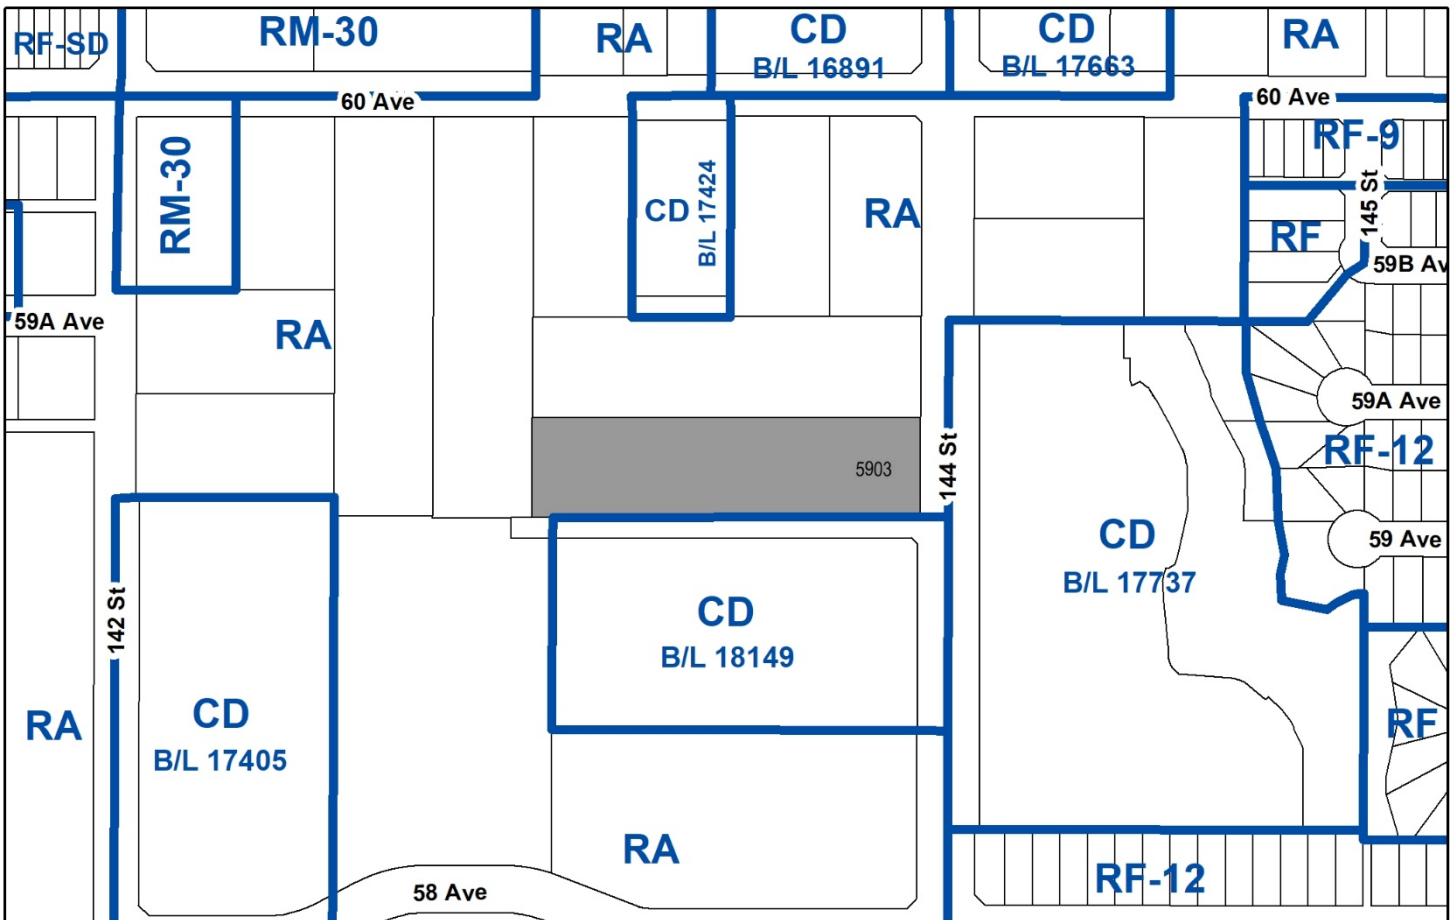 RF-SD
RM-30
RA
CD
B/L 16891
CD
B/L 17663
RA
60 Ave
60 Ave
RM-30
CD
B/L 17424
RA
RF-9
145 St
RF
59B Av
59A Ave
RA
59A Ave
RF-12
5903
144 St
59 Ave
CD
B/L 17737
142 St
CD
B/L 18149
RA
CD
B/L 17405
RF
RA
58 Ave
RF-12